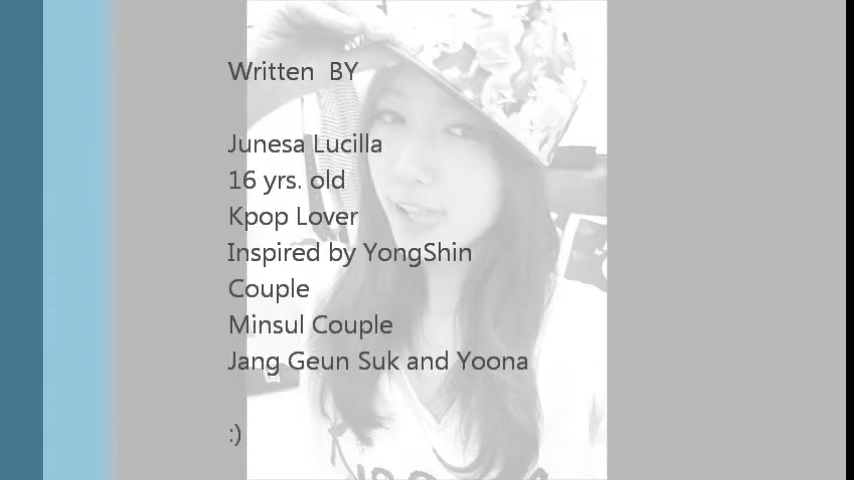 Written  BY
Junesa Lucilla
16 yrs. old
Kpop Lover
Inspired by YongShin
Couple
Minsul Couple
Jang Geun Suk and Yoona
:)